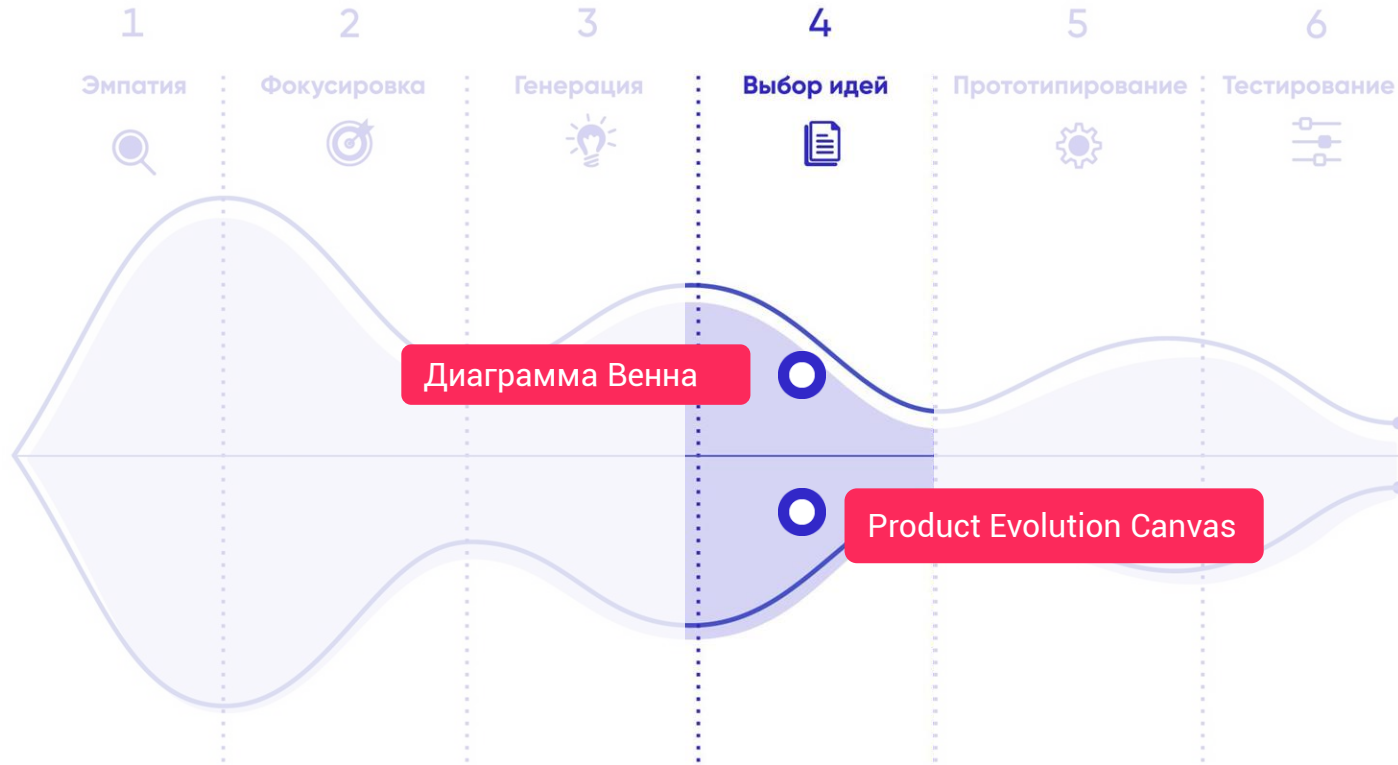 1
2
3
4
5
6
Эмпатия
Фокусировка
Генерация
Выбор идей
Прототипирование
Тестирование
Диаграмма Венна
Product Evolution Canvas